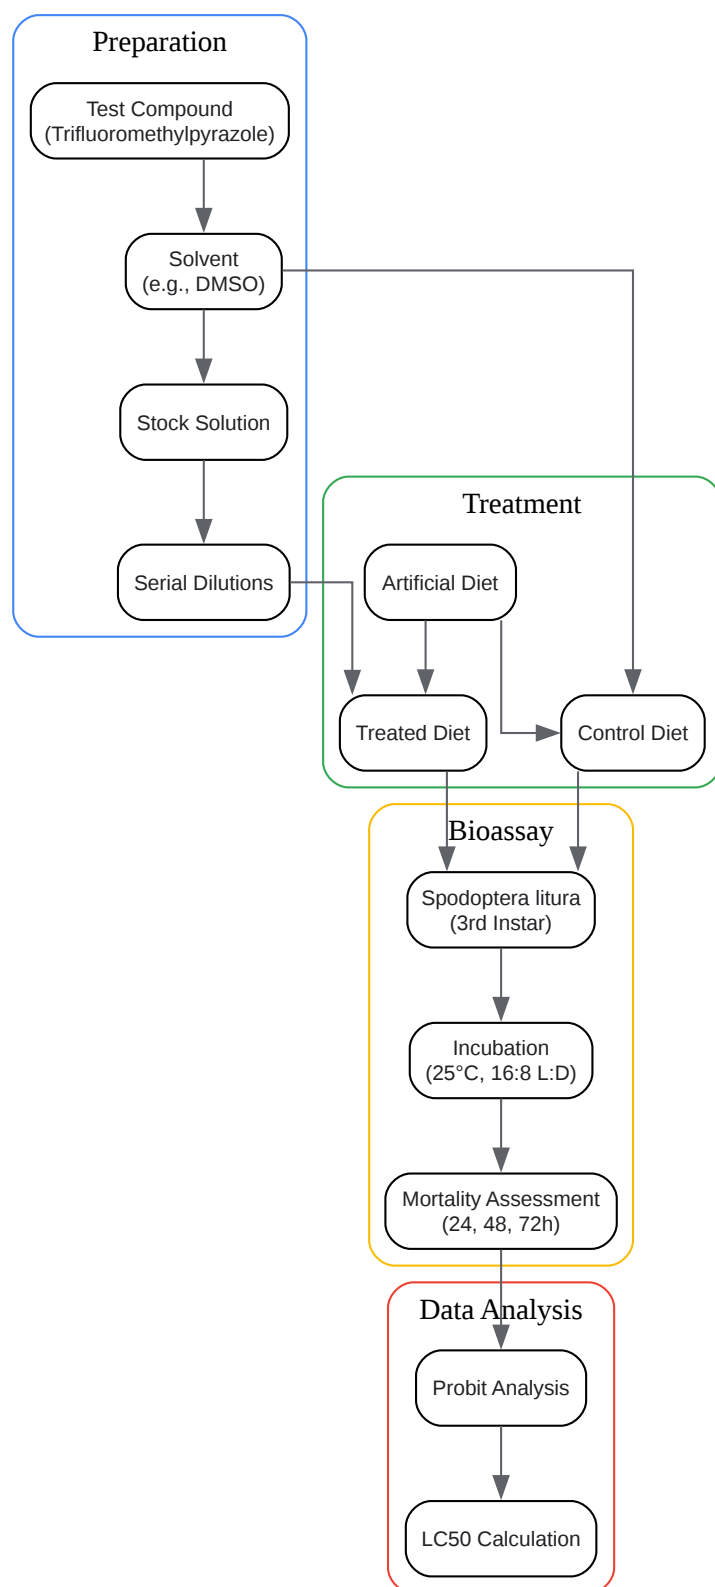 Preparation
Test Compound
(Trifluoromethylpyrazole)
Solvent
(e.g., DMSO)
Stock Solution
Serial Dilutions
Treatment
Artificial Diet
Treated Diet
Control Diet
Bioassay
Spodoptera litura
(3rd Instar)
Incubation
(25°C, 16:8 L:D)
Mortality Assessment
(24, 48, 72h)
Data Analysis
Probit Analysis
LC50 Calculation